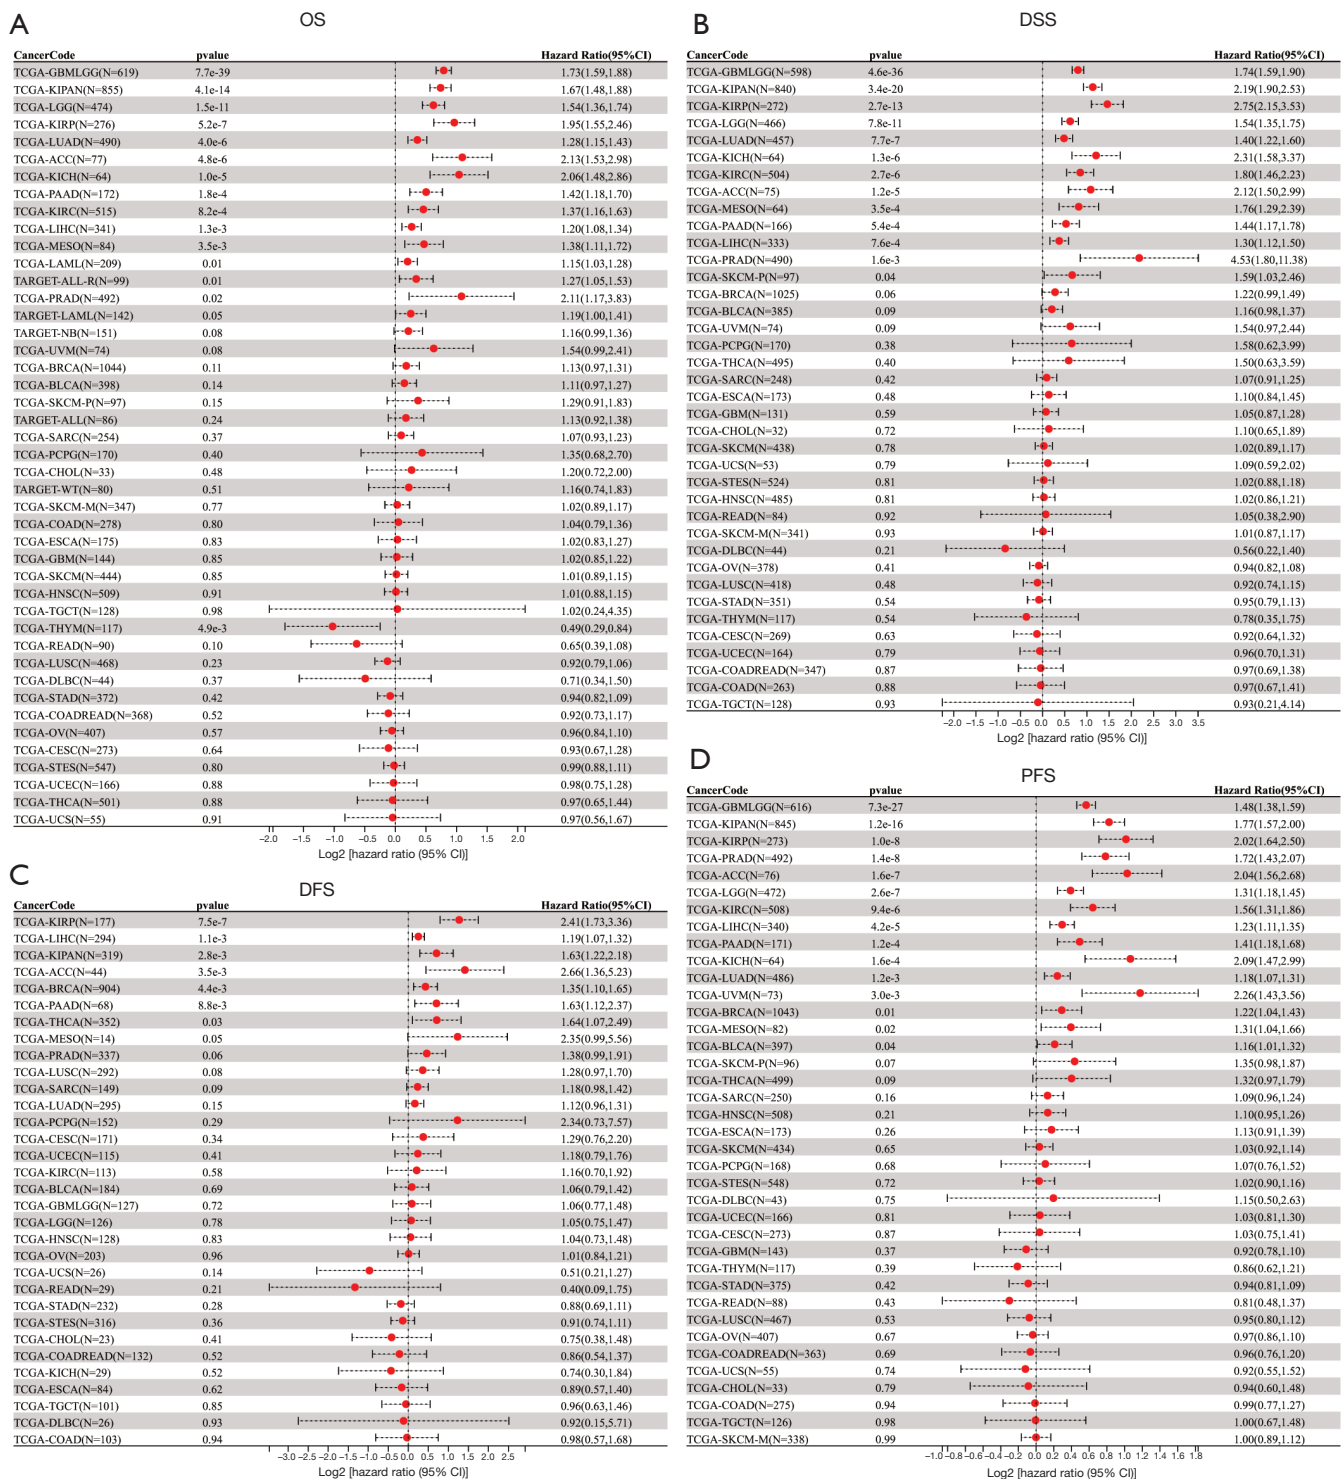 A
OS
CancerCode pvalue Hazard Ratio(95%CI)
TCGA-GBMLGG(N=619) 7.7e-39 1.73(1.59,1.88)
TCGA-KIPAN(N=855) 4.1e-14 1.67(1.48,1.88)
TCGA-LGG(N=474) 1.5e-11 1.54(1.36,1.74)
TCGA-KIRP(N=276) 5.2e-7 1.95(1.55,2.46)
TCGA-LUAD(N=490) 4.0e-6 1.28(1.15,1.43)
TCGA-ACC(N=77) 4.8e-6 2.13(1.53,2.98)
TCGA-KICH(N=64) 1.0e-5 2.06(1.48,2.86)
TCGA-PAAD(N=172) 1.8e-4 1.42(1.18,1.70)
TCGA-KIRC(N=515) 8.2e-4 1.37(1.16,1.63)
TCGA-LIHC(N=341) 1.3e-3 1.20(1.08,1.34)
TCGA-MESO(N=84) 3.5e-3 1.38(1.11,1.72)
TCGA-LAML(N=209) 0.01 1.15(1.03,1.28)
TARGET-ALL-R(N=99) 0.01 1.27(1.05,1.53)
TCGA-PRAD(N=492) 0.02 2.11(1.17,3.83)
TARGET-LAML(N=142) 0.05 1.19(1.00,1.41)
TARGET-NB(N=151) 0.08 1.16(0.99,1.36)
TCGA-UVM(N=74) 0.08 1.54(0.99,2.41)
TCGA-BRCA(N=1044) 0.11 1.13(0.97,1.31)
TCGA-BLCA(N=398) 0.14 1.11(0.97,1.27)
TCGA-SKCM-P(N=97) 0.15 1.29(0.91,1.83)
TARGET-ALL(N=86) 0.24 1.13(0.92,1.38)
TCGA-SARC(N=254) 0.37 1.07(0.93,1.23)
TCGA-PCPG(N=170) 0.40 1.35(0.68,2.70)
TCGA-CHOL(N=33) 0.48 1.20(0.72,2.00)
TARGET-WT(N=80) 0.51 1.16(0.74,1.83)
TCGA-SKCM-M(N=347) 0.77 1.02(0.89,1.17)
TCGA-COAD(N=278) 0.80 1.04(0.79,1.36)
TCGA-ESCA(N=175) 0.83 1.02(0.83,1.27)
TCGA-GBM(N=144) 0.85 1.02(0.85,1.22)
TCGA-SKCM(N=444) 0.85 1.01(0.89,1.15)
TCGA-HNSC(N=509) 0.91 1.01(0.88,1.15)
TCGA-TGCT(N=128) 0.98 1.02(0.24,4.35)
TCGA-THYM(N=117) 4.9e-3 0.49(0.29,0.84)
TCGA-READ(N=90) 0.10 0.65(0.39,1.08)
TCGA-LUSC(N=468) 0.23 0.92(0.79,1.06)
TCGA-DLBC(N=44) 0.37 0.71(0.34,1.50)
TCGA-STAD(N=372) 0.42 0.94(0.82,1.09)
TCGA-COADREAD(N=368) 0.52 0.92(0.73,1.17)
TCGA-OV(N=407) 0.57 0.96(0.84,1.10)
TCGA-CESC(N=273) 0.64 0.93(0.67,1.28)
TCGA-STES(N=547) 0.80 0.99(0.88,1.11)
TCGA-UCEC(N=166) 0.88 0.98(0.75,1.28)
TCGA-THCA(N=501) 0.88 0.97(0.65,1.44)
TCGA-UCS(N=55) 0.91 0.97(0.56,1.67)
−2.0 −1.5 −1.0 −0.5 0.0 0.5 1.0 1.5 2.0
Log2 [hazard ratio (95% CI)]
B
DSS
CancerCode pvalue Hazard Ratio(95%CI)
TCGA-GBMLGG(N=598) 4.6e-36 1.74(1.59,1.90)
TCGA-KIPAN(N=840) 3.4e-20 2.19(1.90,2.53)
TCGA-KIRP(N=272) 2.7e-13 2.75(2.15,3.53)
TCGA-LGG(N=466) 7.8e-11 1.54(1.35,1.75)
TCGA-LUAD(N=457) 7.7e-7 1.40(1.22,1.60)
TCGA-KICH(N=64) 1.3e-6 2.31(1.58,3.37)
TCGA-KIRC(N=504) 2.7e-6 1.80(1.46,2.23)
TCGA-ACC(N=75) 1.2e-5 2.12(1.50,2.99)
TCGA-MESO(N=64) 3.5e-4 1.76(1.29,2.39)
TCGA-PAAD(N=166) 5.4e-4 1.44(1.17,1.78)
TCGA-LIHC(N=333) 7.6e-4 1.30(1.12,1.50)
TCGA-PRAD(N=490) 1.6e-3 4.53(1.80,11.38)
TCGA-SKCM-P(N=97) 0.04 1.59(1.03,2.46)
TCGA-BRCA(N=1025) 0.06 1.22(0.99,1.49)
TCGA-BLCA(N=385) 0.09 1.16(0.98,1.37)
TCGA-UVM(N=74) 0.09 1.54(0.97,2.44)
TCGA-PCPG(N=170) 0.38 1.58(0.62,3.99)
TCGA-THCA(N=495) 0.40 1.50(0.63,3.59)
TCGA-SARC(N=248) 0.42 1.07(0.91,1.25)
TCGA-ESCA(N=173) 0.48 1.10(0.84,1.45)
TCGA-GBM(N=131) 0.59 1.05(0.87,1.28)
TCGA-CHOL(N=32) 0.72 1.10(0.65,1.89)
TCGA-SKCM(N=438) 0.78 1.02(0.89,1.17)
TCGA-UCS(N=53) 0.79 1.09(0.59,2.02)
TCGA-STES(N=524) 0.81 1.02(0.88,1.18)
TCGA-HNSC(N=485) 0.81 1.02(0.86,1.21)
TCGA-READ(N=84) 0.92 1.05(0.38,2.90)
TCGA-SKCM-M(N=341) 0.93 1.01(0.87,1.17)
TCGA-DLBC(N=44) 0.21 0.56(0.22,1.40)
TCGA-OV(N=378) 0.41 0.94(0.82,1.08)
TCGA-LUSC(N=418) 0.48 0.92(0.74,1.15)
TCGA-STAD(N=351) 0.54 0.95(0.79,1.13)
TCGA-THYM(N=117) 0.54 0.78(0.35,1.75)
TCGA-CESC(N=269) 0.63 0.92(0.64,1.32)
TCGA-UCEC(N=164) 0.79 0.96(0.70,1.31)
TCGA-COADREAD(N=347) 0.87 0.97(0.69,1.38)
TCGA-COAD(N=263) 0.88 0.97(0.67,1.41)
TCGA-TGCT(N=128) 0.93 0.93(0.21,4.14)
−2.0 −1.0 0.0 0.5 1.0 1.5 2.0 2.5 3.0 3.5
Log2 [hazard ratio (95% CI)]
C
DFS
CancerCode pvalue Hazard Ratio(95%CI)
TCGA-KIRP(N=177) 7.5e-7 2.41(1.73,3.36)
TCGA-LIHC(N=294) 1.1e-3 1.19(1.07,1.32)
TCGA-KIPAN(N=319) 2.8e-3 1.63(1.22,2.18)
TCGA-ACC(N=44) 3.5e-3 2.66(1.36,5.23)
TCGA-BRCA(N=904) 4.4e-3 1.35(1.10,1.65)
TCGA-PAAD(N=68) 8.8e-3 1.63(1.12,2.37)
TCGA-THCA(N=352) 0.03 1.64(1.07,2.49)
TCGA-MESO(N=14) 0.05 2.35(0.99,5.56)
TCGA-PRAD(N=337) 0.06 1.38(0.99,1.91)
TCGA-LUSC(N=292) 0.08 1.28(0.97,1.70)
TCGA-SARC(N=149) 0.09 1.18(0.98,1.42)
TCGA-LUAD(N=295) 0.15 1.12(0.96,1.31)
TCGA-PCPG(N=152) 0.29 2.34(0.73,7.57)
TCGA-CESC(N=171) 0.34 1.29(0.76,2.20)
TCGA-UCEC(N=115) 0.41 1.18(0.79,1.76)
TCGA-KIRC(N=113) 0.58 1.16(0.70,1.92)
TCGA-BLCA(N=184) 0.69 1.06(0.79,1.42)
TCGA-GBMLGG(N=127) 0.72 1.06(0.77,1.48)
TCGA-LGG(N=126) 0.78 1.05(0.75,1.47)
TCGA-HNSC(N=128) 0.83 1.04(0.73,1.48)
TCGA-OV(N=203) 0.96 1.01(0.84,1.21)
TCGA-UCS(N=26) 0.14 0.51(0.21,1.27)
TCGA-READ(N=29) 0.21 0.40(0.09,1.75)
TCGA-STAD(N=232) 0.28 0.88(0.69,1.11)
TCGA-STES(N=316) 0.36 0.91(0.74,1.11)
TCGA-CHOL(N=23) 0.41 0.75(0.38,1.48)
TCGA-COADREAD(N=132) 0.52 0.86(0.54,1.37)
TCGA-KICH(N=29) 0.52 0.74(0.30,1.84)
TCGA-ESCA(N=84) 0.62 0.89(0.57,1.40)
TCGA-TGCT(N=101) 0.85 0.96(0.63,1.46)
TCGA-DLBC(N=26) 0.93 0.92(0.15,5.71)
TCGA-COAD(N=103) 0.94 0.98(0.57,1.68)
−3.0 −2.0 −1.0 −0.5 0.0 0.5 1.0 1.5 2.0 2.5
Log2 [hazard ratio (95% CI)]
D
PFS
CancerCode pvalue Hazard Ratio(95%CI)
TCGA-GBMLGG(N=616) 7.3e-27 1.48(1.38,1.59)
TCGA-KIPAN(N=845) 1.2e-16 1.77(1.57,2.00)
TCGA-KIRP(N=273) 1.0e-8 2.02(1.64,2.50)
TCGA-PRAD(N=492) 1.4e-8 1.72(1.43,2.07)
TCGA-ACC(N=76) 1.6e-7 2.04(1.56,2.68)
TCGA-LGG(N=472) 2.6e-7 1.31(1.18,1.45)
TCGA-KIRC(N=508) 9.4e-6 1.56(1.31,1.86)
TCGA-LIHC(N=340) 4.2e-5 1.23(1.11,1.35)
TCGA-PAAD(N=171) 1.2e-4 1.41(1.18,1.68)
TCGA-KICH(N=64) 1.6e-4 2.09(1.47,2.99)
TCGA-LUAD(N=486) 1.2e-3 1.18(1.07,1.31)
TCGA-UVM(N=73) 3.0e-3 2.26(1.43,3.56)
TCGA-BRCA(N=1043) 0.01 1.22(1.04,1.43)
TCGA-MESO(N=82) 0.02 1.31(1.04,1.66)
TCGA-BLCA(N=397) 0.04 1.16(1.01,1.32)
TCGA-SKCM-P(N=96) 0.07 1.35(0.98,1.87)
TCGA-THCA(N=499) 0.09 1.32(0.97,1.79)
TCGA-SARC(N=250) 0.16 1.09(0.96,1.24)
TCGA-HNSC(N=508) 0.21 1.10(0.95,1.26)
TCGA-ESCA(N=173) 0.26 1.13(0.91,1.39)
TCGA-SKCM(N=434) 0.65 1.03(0.92,1.14)
TCGA-PCPG(N=168) 0.68 1.07(0.76,1.52)
TCGA-STES(N=548) 0.72 1.02(0.90,1.16)
TCGA-DLBC(N=43) 0.75 1.15(0.50,2.63)
TCGA-UCEC(N=166) 0.81 1.03(0.81,1.30)
TCGA-CESC(N=273) 0.87 1.03(0.75,1.41)
TCGA-GBM(N=143) 0.37 0.92(0.78,1.10)
TCGA-THYM(N=117) 0.39 0.86(0.62,1.21)
TCGA-STAD(N=375) 0.42 0.94(0.81,1.09)
TCGA-READ(N=88) 0.43 0.81(0.48,1.37)
TCGA-LUSC(N=467) 0.53 0.95(0.80,1.12)
TCGA-OV(N=407) 0.67 0.97(0.86,1.10)
TCGA-COADREAD(N=363) 0.69 0.96(0.76,1.20)
TCGA-UCS(N=55) 0.74 0.92(0.55,1.52)
TCGA-CHOL(N=33) 0.79 0.94(0.60,1.48)
TCGA-COAD(N=275) 0.94 0.99(0.77,1.27)
TCGA-TGCT(N=126) 0.98 1.00(0.67,1.48)
TCGA-SKCM-M(N=338) 0.99 1.00(0.89,1.12)
−1.0 −0.8 −0.6 −0.4 −0.2 0.0 0.2 0.4 0.6 0.8 1.0 1.2 1.4 1.6 1.8
Log2 [hazard ratio (95% CI)]